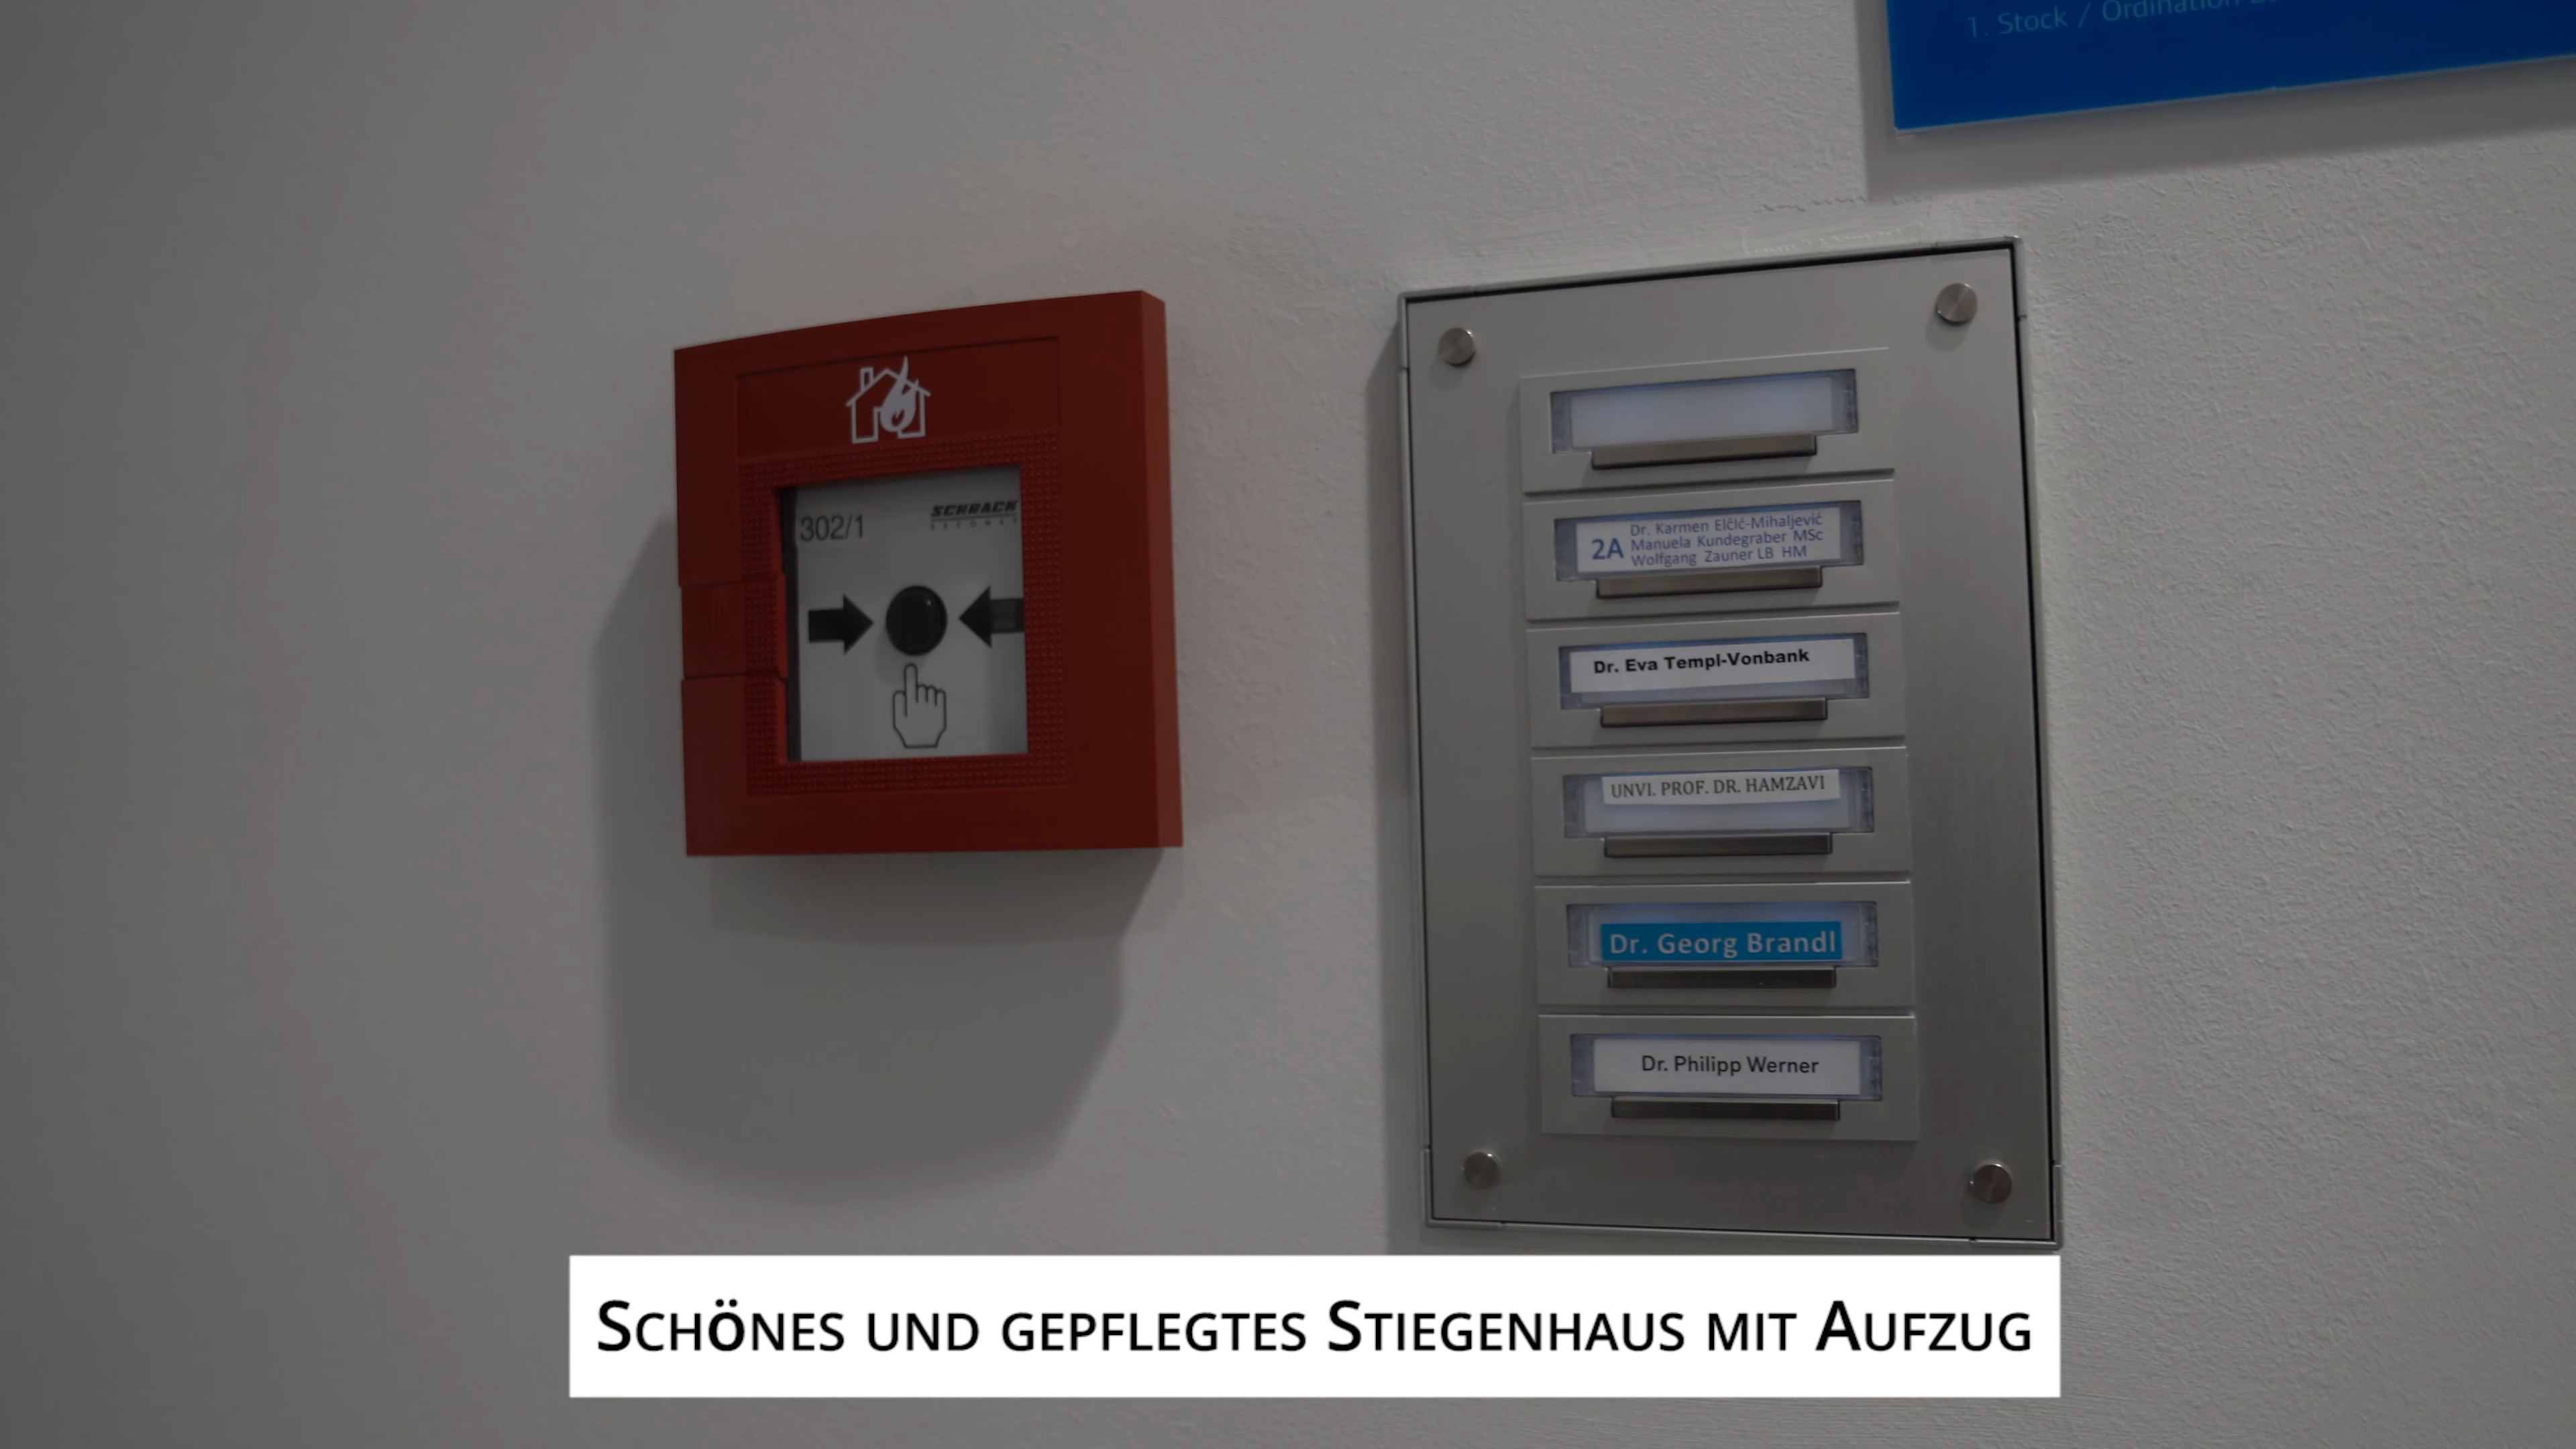 1. Stock / Ordination
302/1
SCHRACK
SECONET
2A
Dr. Karmen Elčić-Mihaljević
Manuela Kundegraber MSc
Wolfgang Zauner LB HM
Dr. Eva Templ-Vonbank
UNVI. PROF. DR. HAMZAVI
Dr. Georg Brandl
Dr. Philipp Werner
Schönes und gepflegtes Stiegenhaus mit Aufzug